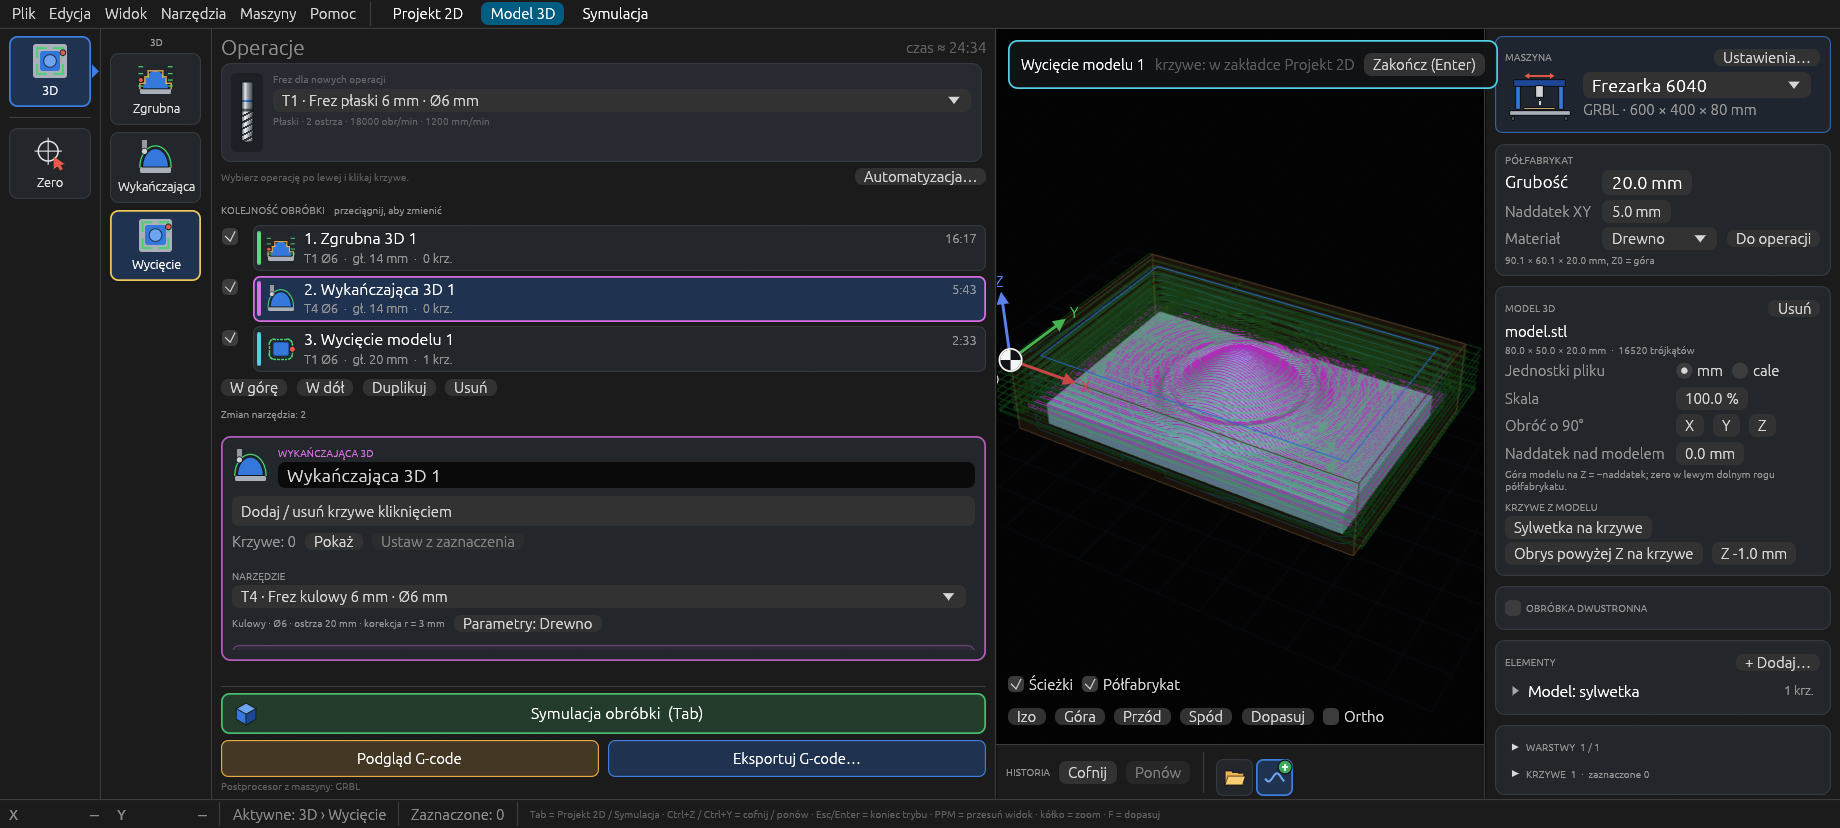 Plik Edycja Widok Narzędzia Maszyny Pomoc Projekt 2D Model 3D Symulacja
3D
Zero
3D
Zgrubna
Wykańczająca
Wycięcie
Operacje
czas ≈ 24:34
Frez dla nowych operacji
T1 · Frez płaski 6 mm · Ø6 mm
Płaski · 2 ostrza · 18000 obr/min · 1200 mm/min
Wybierz operację po lewej i klikaj krzywe.
Automatyzacja…
KOLEJNOŚĆ OBRÓBKI przeciągnij, aby zmienić
1. Zgrubna 3D 1
16:17
T1 Ø6 · gł. 14 mm · 0 krz.
2. Wykańczająca 3D 1
5:43
T4 Ø6 · gł. 14 mm · 0 krz.
3. Wycięcie modelu 1
2:33
T1 Ø6 · gł. 20 mm · 1 krz.
W górę W dół Duplikuj Usuń
Zmian narzędzia: 2
WYKAŃCZAJĄCA 3D
Wykańczająca 3D 1
Dodaj / usuń krzywe kliknięciem
Krzywe: 0 Pokaż Ustaw z zaznaczenia
NARZĘDZIE
T4 · Frez kulowy 6 mm · Ø6 mm
Kulowy · Ø6 · ostrza 20 mm · korekcja r = 3 mm Parametry: Drewno
Symulacja obróbki (Tab)
Podgląd G-code
Eksportuj G-code…
Postprocesor z maszyny: GRBL
Wycięcie modelu 1 krzywe: w zakładce Projekt 2D Zakończ (Enter)
Z
Y
X
Ścieżki Półfabrykat
Izo Góra Przód Spód Dopasuj Ortho
HISTORIA Cofnij Ponów
MASZYNA
Ustawienia…
Frezarka 6040
GRBL · 600 × 400 × 80 mm
PÓŁFABRYKAT
Grubość 20.0 mm
Naddatek XY 5.0 mm
Materiał Drewno Do operacji
90.1 × 60.1 × 20.0 mm, Z0 = góra
MODEL 3D
Usuń
model.stl
80.0 × 50.0 × 20.0 mm · 16520 trójkątów
Jednostki pliku mm cale
Skala 100.0 %
Obróć o 90° X Y Z
Naddatek nad modelem 0.0 mm
Góra modelu na Z = −naddatek; zero w lewym dolnym rogu
półfabrykatu.
KRZYWE Z MODELU
Sylwetka na krzywe
Obrys powyżej Z na krzywe Z -1.0 mm
OBRÓBKA DWUSTRONNA
ELEMENTY
+ Dodaj…
Model: sylwetka
1 krz.
WARSTWY 1 / 1
KRZYWE 1 · zaznaczone 0
X – Y – Aktywne: 3D › Wycięcie Zaznaczone: 0 Tab = Projekt 2D / Symulacja · Ctrl+Z / Ctrl+Y = cofnij / ponów · Esc/Enter = koniec trybu · PPM = przesuń widok · kółko = zoom · F = dopasuj